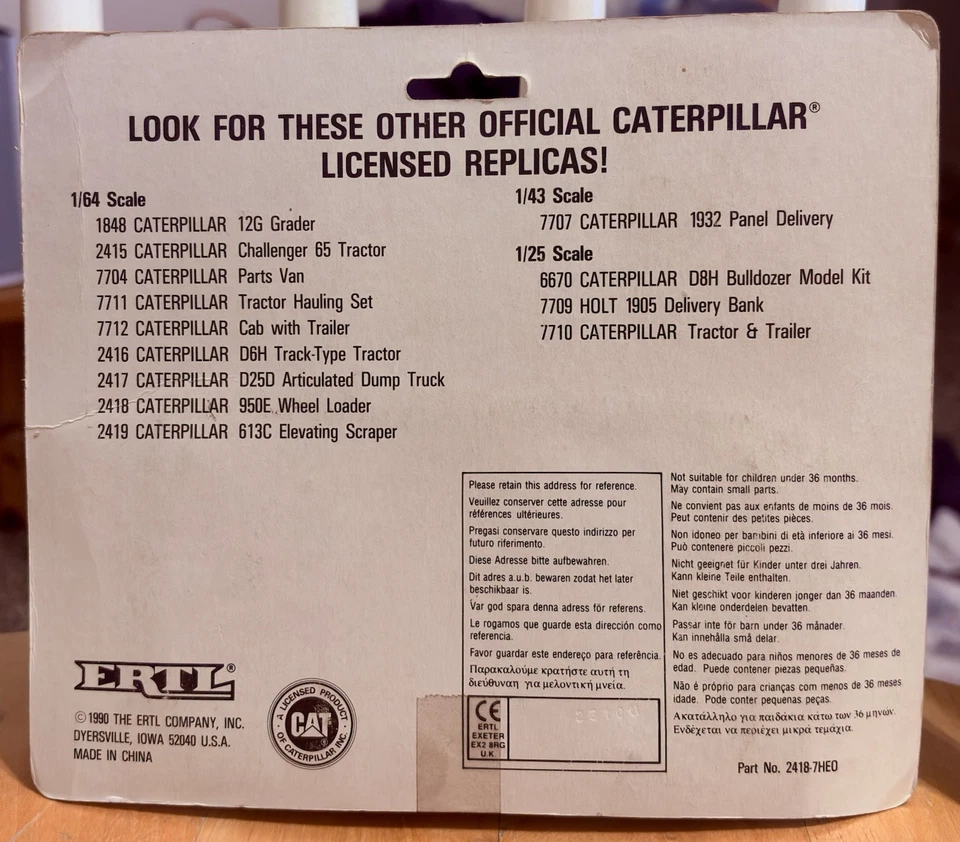 LOOK FOR THESE OTHER OFFICIAL CATERPILLAR®
LICENSED REPLICAS!
1/64 Scale
1848 CATERPILLAR 12G Grader
2415 CATERPILLAR Challenger 65 Tractor
7704 CATERPILLAR Parts Van
7711 CATERPILLAR Tractor Hauling Set
7712 CATERPILLAR Cab with Trailer
2416 CATERPILLAR D6H Track-Type Tractor
2417 CATERPILLAR D25D Articulated Dump Truck
2418 CATERPILLAR 950E Wheel Loader
2419 CATERPILLAR 613C Elevating Scraper
1/43 Scale
7707 CATERPILLAR 1932 Panel Delivery
1/25 Scale
6670 CATERPILLAR D8H Bulldozer Model Kit
7709 HOLT 1905 Delivery Bank
7710 CATERPILLAR Tractor & Trailer
Please retain this address for reference.
Veuillez conserver cette adresse pour
références ultérieures.
Pregasi conservare questo indirizzo per
futuro riferimento.
Diese Adresse bitte aufbewahren.
Dit adres a.u.b. bewaren zodat het later
beschikbaar is.
Var god spara denna adress för referens.
Le rogamos que guarde esta dirección como
referencia.
Favor guardar este endereço para referência.
Παρακαλούμε κρατήστε αυτή τη
διεύθυναη για μελοντική μνεία.
CE
ERTL
EXETER
EX2 8RG
U.K.
Not suitable for children under 36 months.
May contain small parts.
Ne convient pas aux enfants de moins de 36 mois.
Peut contenir des petites pièces.
Non idoneo per bambini di età inferiore ai 36 mesi.
Può contenere piccoli pezzi.
Nicht geeignet für Kinder unter drei Jahren.
Kann kleine Teile enthalten.
Niet geschikt voor kinderen jonger dan 36 maanden.
Kan kleine onderdelen bevatten.
Passar inte för barn under 36 månader.
Kan innehålla små delar.
No es adecuado para niños menores de 36 meses de
edad. Puede contener piezas pequeñas.
Não é próprio para crianças com menos de 36 meses
idade. Pode conter pequenas peças.
Ακατάλληλο για παιδάκια κάτω των 36 μηνών.
Ενδέχεται να περιέχει μικρά τεμάχια.
Part No. 2418-7HEO
ERTL®
© 1990 THE ERTL COMPANY, INC.
DYERSVILLE, IOWA 52040 U.S.A.
MADE IN CHINA
A LICENSED PRODUCT
CAT
OF CATERPILLAR INC.